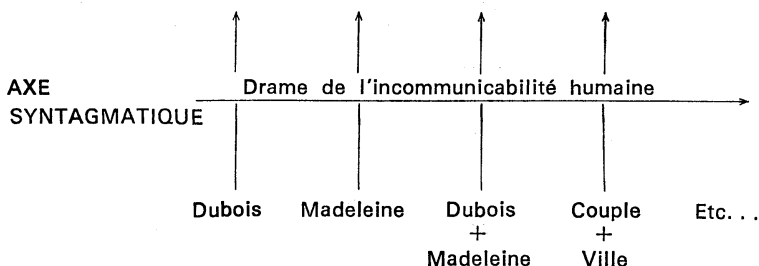 AXE
Drame de l'incommunicabilité humaine
SYNTAGMATIQUE
Dubois Madeleine Dubois Couple Etc...
+ +
Madeleine Ville